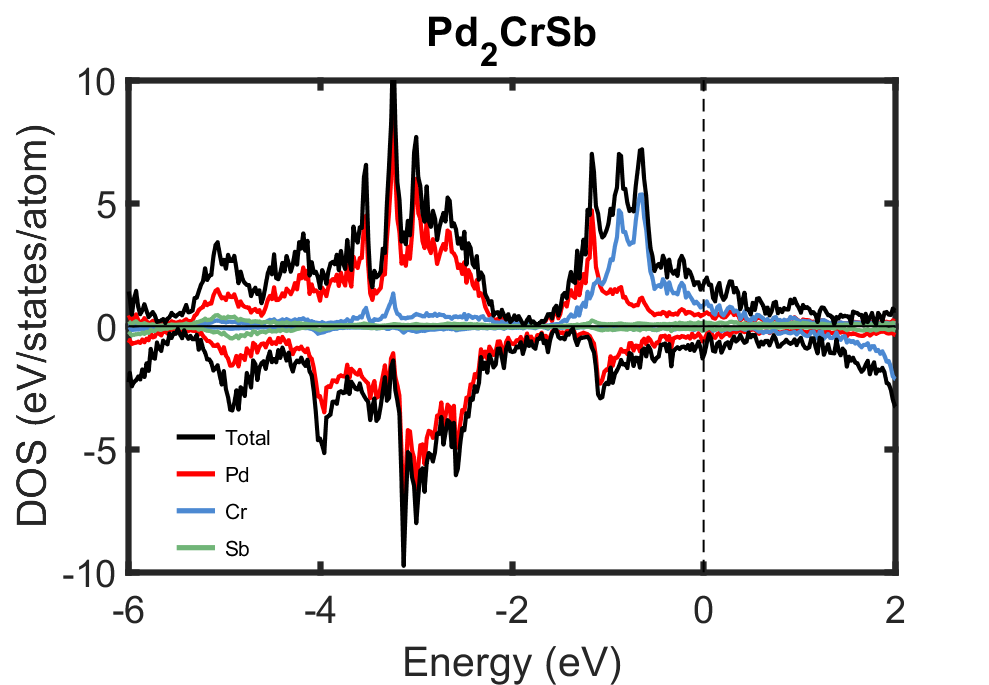 Pd2CrSb
DOS (eV/states/atom)
10
5
0
-5
-10
Total
Pd
Cr
Sb
-6
-4
-2
0
2
Energy (eV)